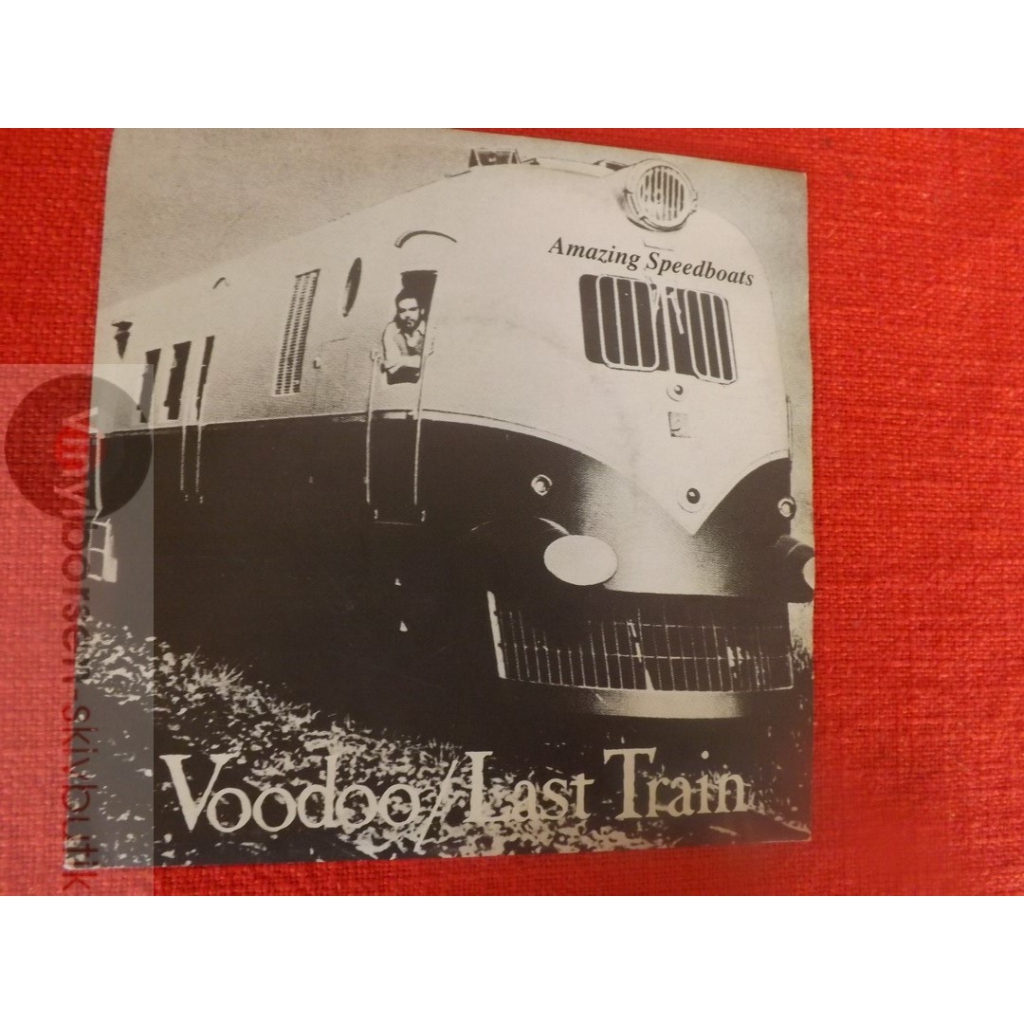 Amazing Speedboats
Voodoo/Last Train
vinylborsen-skivbutik